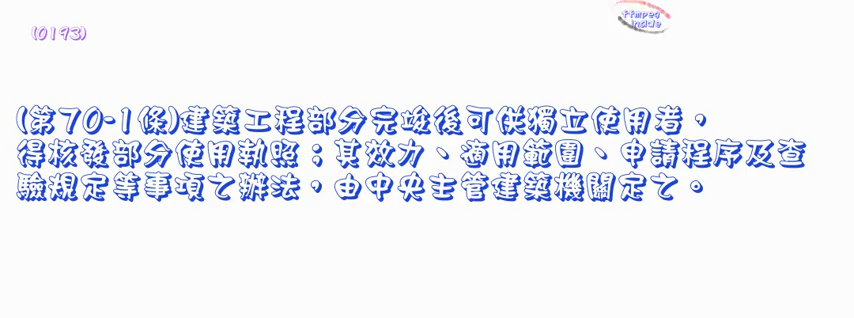 ffmpeg
inside
(0193)
(第70-1條)建築工程部分完竣後可供獨立使用者，
得核發部分使用執照；其效力、適用範圍、申請程序及查
驗規定等事項之辦法，由中央主管建築機關定之。